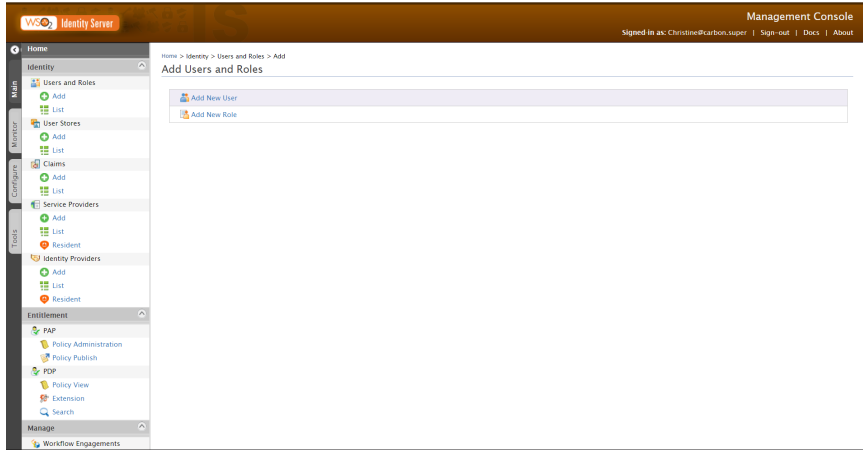 WSO2 Identity Server
Management Console
Signed-in as: Christine@carbon.super | Sign-out | Docs | About
Main
Monitor
Configure
Tools
Home
Identity
Users and Roles
Add
List
User Stores
Add
List
Claims
Add
List
Service Providers
Add
List
Resident
Identity Providers
Add
List
Resident
Entitlement
PAP
Policy Administration
Policy Publish
PDP
Policy View
Extension
Search
Manage
Workflow Engagements
Home > Identity > Users and Roles > Add
Add Users and Roles
Add New User
Add New Role